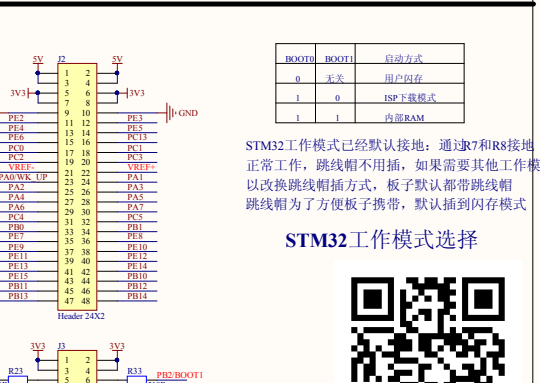 5V J2 5V
1 2
3 4
3V3 5 6 3V3
7 8
9 10 GND
PE2 11 12 PE3
PE4 13 14 PE5
PE6 15 16 PC13
PC0 17 18 PC1
PC2 19 20 PC3
VREF- 21 22 VREF+
PA0/WK_UP 23 24 PA1
PA2 25 26 PA3
PA4 27 28 PA5
PA6 29 30 PA7
PC4 31 32 PC5
PB0 33 34 PB1
PE7 35 36 PE8
PE9 37 38 PE10
PE11 39 40 PE12
PE13 41 42 PE14
PE15 43 44 PB10
PB11 45 46 PB12
PB13 47 48 PB14
Header 24X2
3V3 J3 3V3
1 2
3 4
R23 5 6 R33 PB2/BOOT1
BOOT0 BOOT1 启动方式
0 无关 用户闪存
1 0 ISP下载模式
1 1 内部RAM
STM32工作模式已经默认接地：通过R7和R8接地
正常工作，跳线帽不用插，如果需要其他工作模
以改换跳线帽插方式，板子默认都带跳线帽
跳线帽为了方便板子携带，默认插到闪存模式
STM32工作模式选择